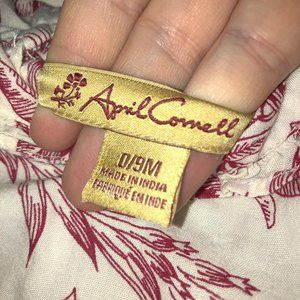 April Cornell
0/9M
MADE IN INDIA
FABRIQUÉ EN INDE